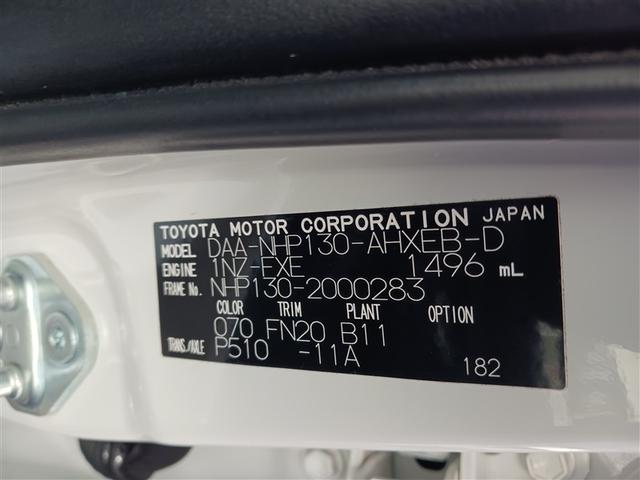 TOYOTA MOTOR CORPORATION JAPAN
MODEL DAA-NHP130-AHXEB-D
ENGINE 1NZ-FXE 1496 mL
FRAME No. NHP130-2000283
COLOR TRIM PLANT OPTION
070 FN20 B11
TRANS./AXLE P510 -11A
182